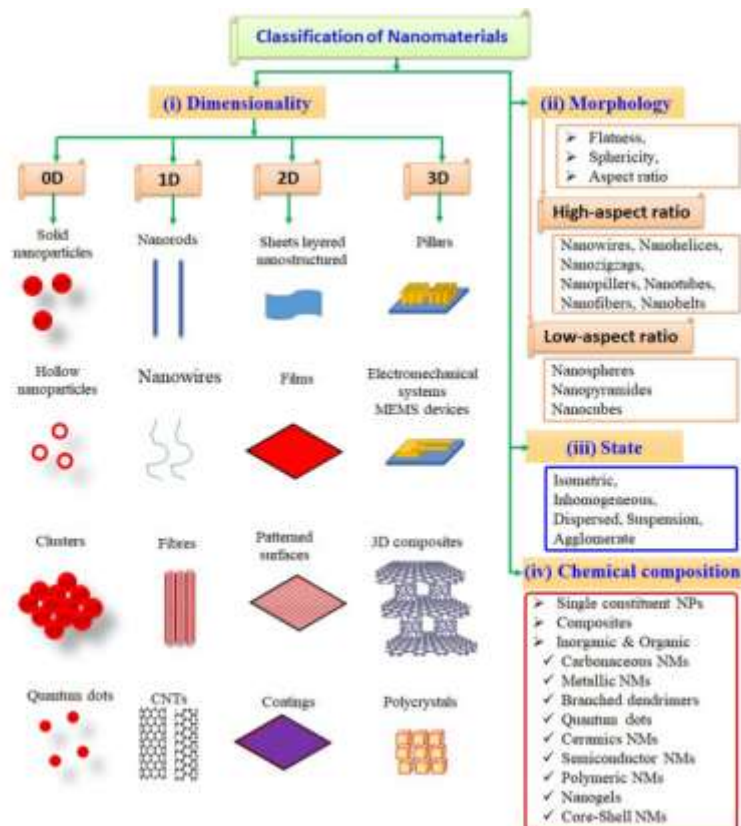 Classification of Nanomaterials
(i) Dimensionality
0D
1D
2D
3D
Solid
nanoparticles
Nanorods
Sheets layered
nanostructured
Pillars
Hollow
nanoparticles
Nanowires
Films
Electromechanical
systems
MEMS devices
Clusters
Fibres
Patterned
surfaces
3D composites
Quantum dots
CNTs
Coatings
Polycrystals
(ii) Morphology
➤ Flatness,
➤ Sphericity,
➤ Aspect ratio
High-aspect ratio
Nanowires, Nanohelices,
Nanozigzags,
Nanopillers, Nanotubes,
Nanofibers, Nanobelts
Low-aspect ratio
Nanospheres
Nanopyramides
Nanocubes
(iii) State
Isometric,
Inhomogeneous,
Dispersed, Suspension,
Agglomerate
(iv) Chemical composition
➤ Single constituent NPs
➤ Composites
➤ Inorganic & Organic
✓ Carbonaceous NMs
✓ Metallic NMs
✓ Branched dendrimers
✓ Quantum dots
✓ Ceramics NMs
✓ Semiconductor NMs
✓ Polymeric NMs
✓ Nanogels
✓ Core-Shell NMs